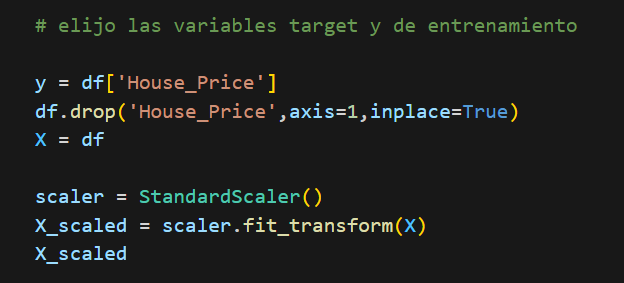 # elijo las variables target y de entrenamiento
y = df['House_Price']
df.drop('House_Price',axis=1,inplace=True)
X = df
scaler = StandardScaler()
X_scaled = scaler.fit_transform(X)
X_scaled